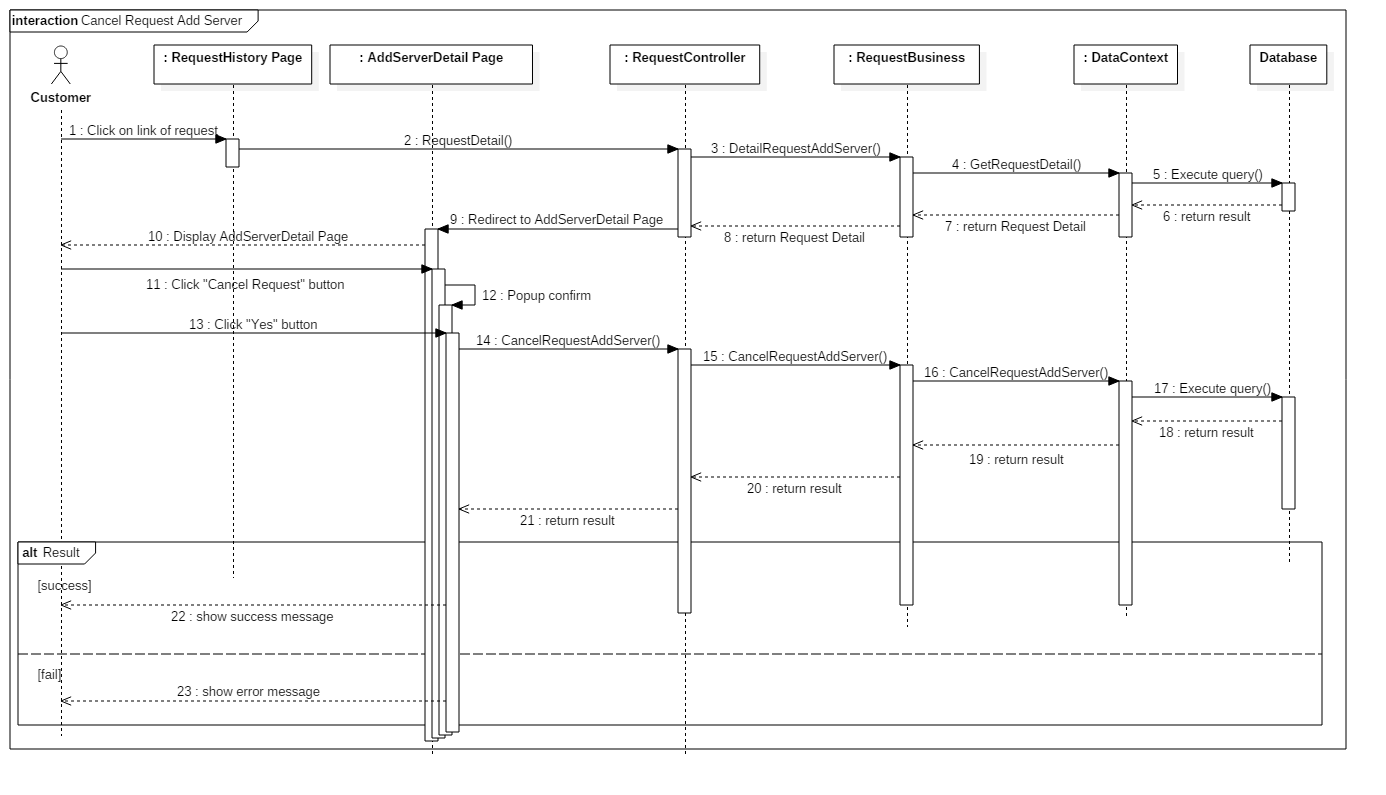 interaction Cancel Request Add Server
Customer
: RequestHistory Page
: AddServerDetail Page
: RequestController
: RequestBusiness
: DataContext
Database
1 : Click on link of request
2 : RequestDetail()
3 : DetailRequestAddServer()
4 : GetRequestDetail()
5 : Execute query()
6 : return result
7 : return Request Detail
8 : return Request Detail
9 : Redirect to AddServerDetail Page
10 : Display AddServerDetail Page
11 : Click "Cancel Request" button
12 : Popup confirm
13 : Click "Yes" button
14 : CancelRequestAddServer()
15 : CancelRequestAddServer()
16 : CancelRequestAddServer()
17 : Execute query()
18 : return result
19 : return result
20 : return result
21 : return result
alt Result
[success]
22 : show success message
[fail]
23 : show error message